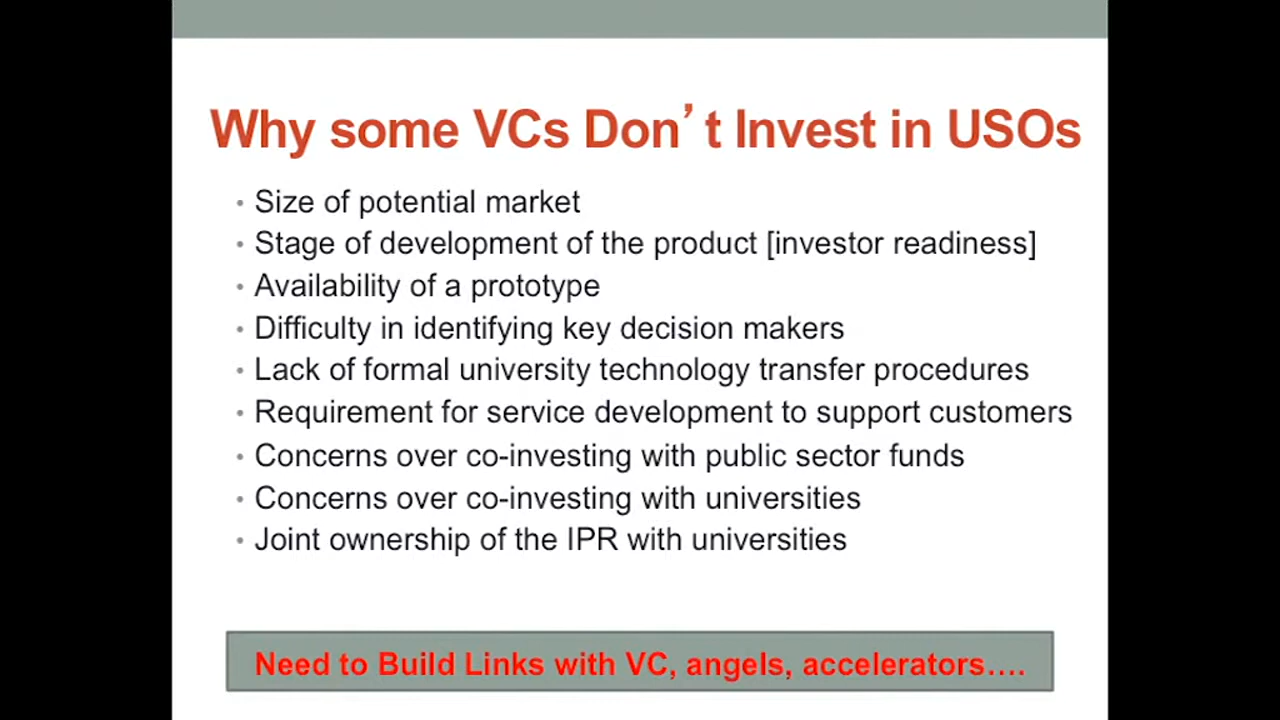 Why some VCs Don’t Invest in USOs
• Size of potential market
• Stage of development of the product [investor readiness]
• Availability of a prototype
• Difficulty in identifying key decision makers
• Lack of formal university technology transfer procedures
• Requirement for service development to support customers
• Concerns over co-investing with public sector funds
• Concerns over co-investing with universities
• Joint ownership of the IPR with universities
Need to Build Links with VC, angels, accelerators….